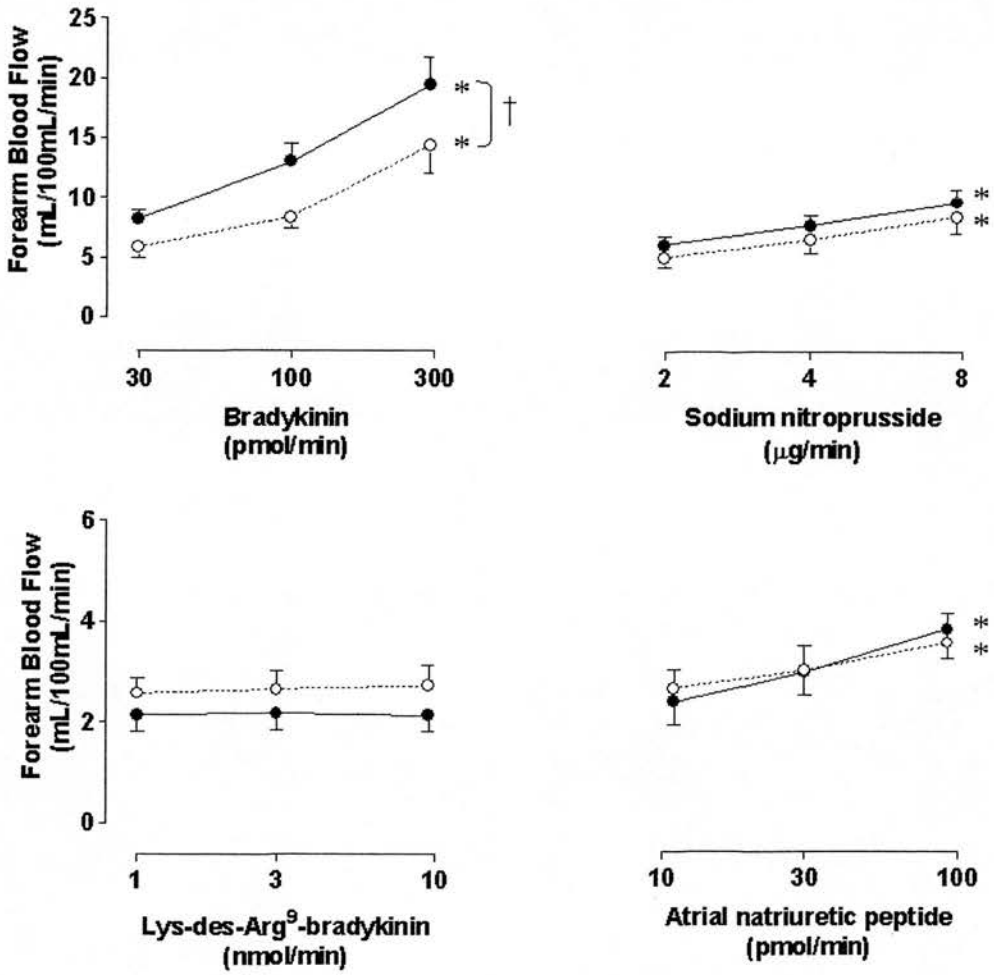 Forearm Blood Flow
(mL/100mL/min)
25
20
15
10
5
0
*
*
†
30 100 300
Bradykinin
(pmol/min)
*
*
2 4 8
Sodium nitroprusside
(µg/min)
Forearm Blood Flow
(mL/100mL/min)
6
4
2
0
1 3 10
Lys-des-Arg⁹-bradykinin
(nmol/min)
*
*
10 30 100
Atrial natriuretic peptide
(pmol/min)